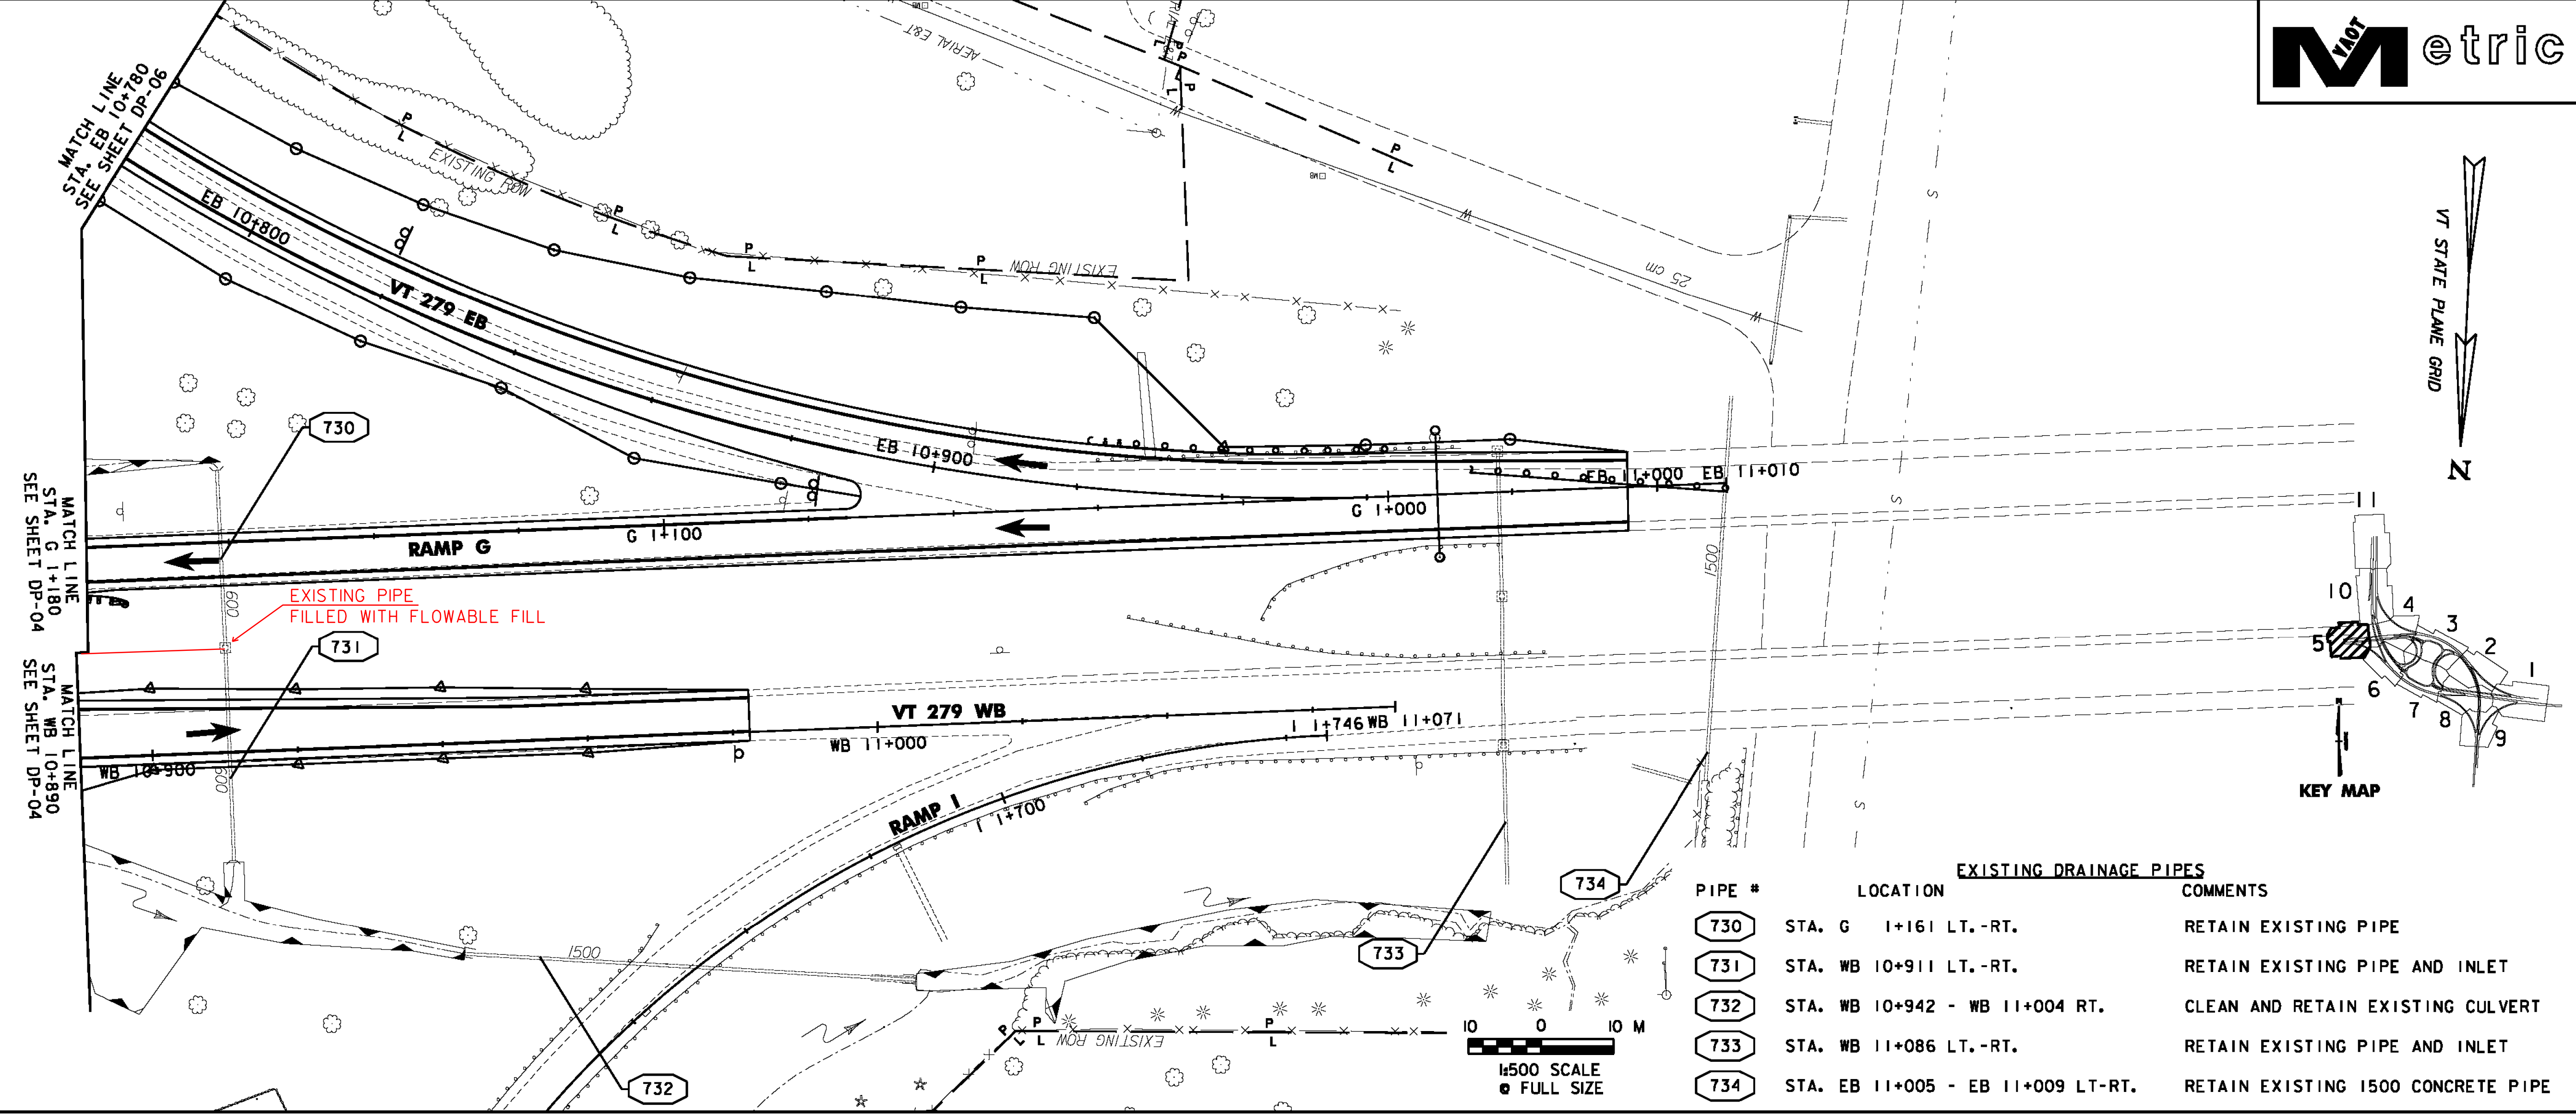 VAOT
Metric
MATCH LINE
STA. EB 10+780
SEE SHEET DP-06
AERIAL E&T
P
L
P
L
P
L
P
L
EXISTING ROW
P
L
P
L
P
L
EXISTING ROW
P
L
W
W
W
25 cm
S
S
S
S
VT STATE PLANE GRID
N
EB 10+800
VT 279 EB
EB 10+900
EB 11+000
EB 11+010
G 1+000
G 1+100
RAMP G
730
MATCH LINE
STA. G 1+180
SEE SHEET DP-04
600
EXISTING PIPE
FILLED WITH FLOWABLE FILL
731
1500
MATCH LINE
STA. WB 10+890
SEE SHEET DP-04
VT 279 WB
WB 10+900
WB 11+000
I 1+746
WB 11+071
600
RAMP I
I 1+700
1500
732
733
734
P
L
P
L
P
L
EXISTING ROW
11
10
4
3
5
2
1
6
7
8
9
KEY MAP
10 0 10 M
1:500 SCALE
@ FULL SIZE
EXISTING DRAINAGE PIPES
PIPE # LOCATION COMMENTS
730 STA. G 1+161 LT.-RT. RETAIN EXISTING PIPE
731 STA. WB 10+911 LT.-RT. RETAIN EXISTING PIPE AND INLET
732 STA. WB 10+942 - WB 11+004 RT. CLEAN AND RETAIN EXISTING CULVERT
733 STA. WB 11+086 LT.-RT. RETAIN EXISTING PIPE AND INLET
734 STA. EB 11+005 - EB 11+009 LT-RT. RETAIN EXISTING 1500 CONCRETE PIPE